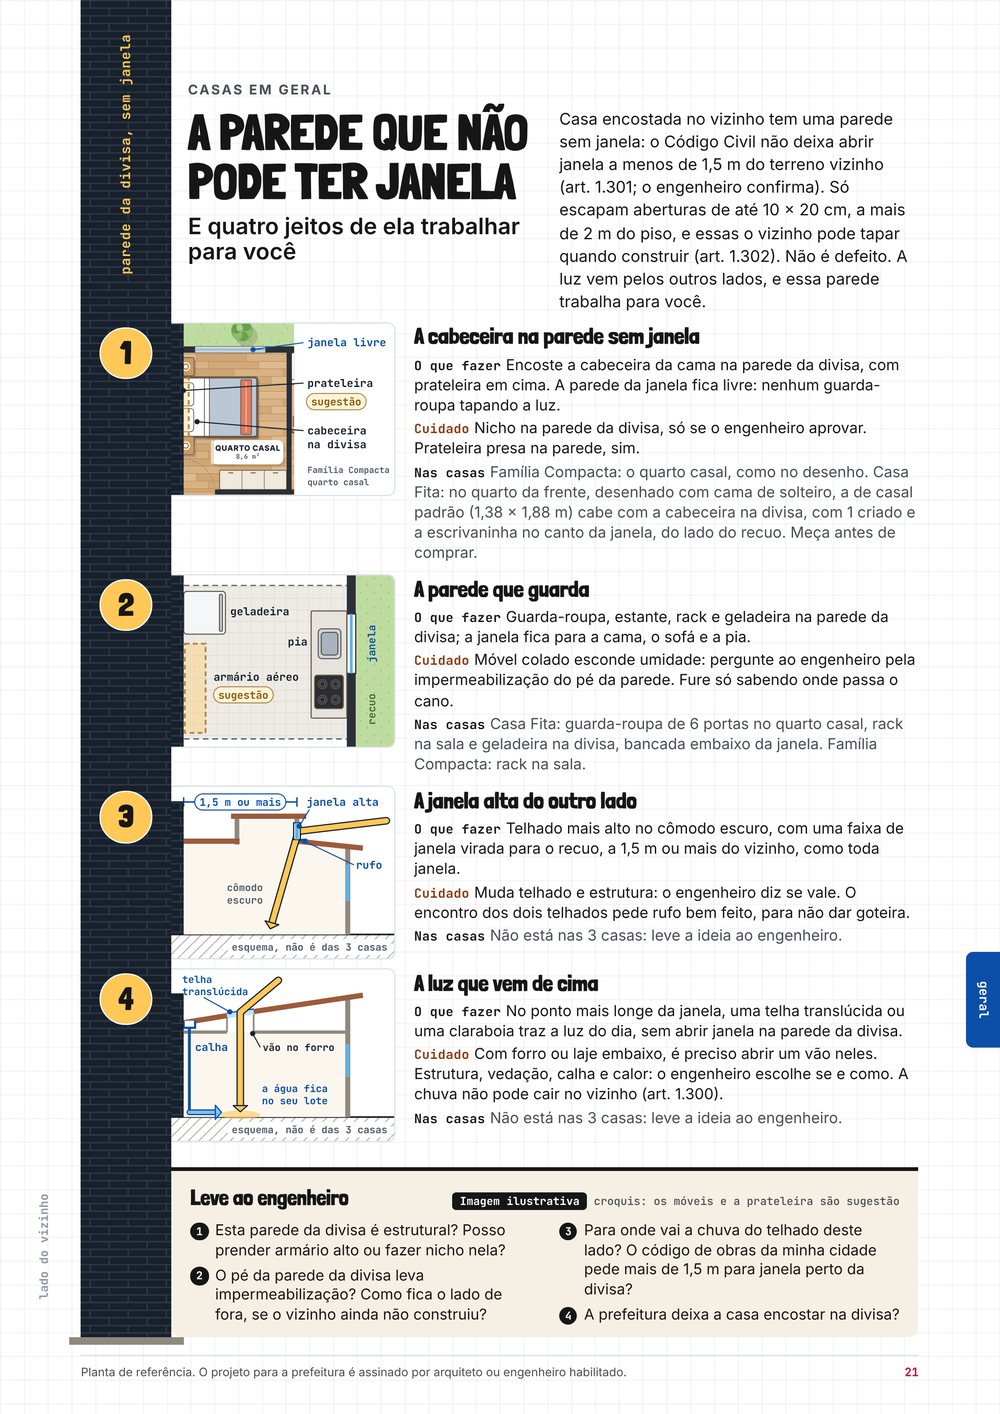 parede da divisa, sem janela
CASAS EM GERAL
A PAREDE QUE NÃO
PODE TER JANELA
E quatro jeitos de ela trabalhar
para você
Casa encostada no vizinho tem uma parede
sem janela: o Código Civil não deixa abrir
janela a menos de 1,5 m do terreno vizinho
(art. 1.301; o engenheiro confirma). Só
escapam aberturas de até 10 × 20 cm, a mais
de 2 m do piso, e essas o vizinho pode tapar
quando construir (art. 1.302). Não é defeito. A
luz vem pelos outros lados, e essa parede
trabalha para você.
1
janela livre
prateleira
sugestão
cabeceira
na divisa
QUARTO CASAL
8,6 m²
Família Compacta
quarto casal
A cabeceira na parede sem janela
O que fazer Encoste a cabeceira da cama na parede da divisa, com
prateleira em cima. A parede da janela fica livre: nenhum guarda-
roupa tapando a luz.
Cuidado Nicho na parede da divisa, só se o engenheiro aprovar.
Prateleira presa na parede, sim.
Nas casas Família Compacta: o quarto casal, como no desenho. Casa
Fita: no quarto da frente, desenhado com cama de solteiro, a de casal
padrão (1,38 × 1,88 m) cabe com a cabeceira na divisa, com 1 criado e
a escrivaninha no canto da janela, do lado do recuo. Meça antes de
comprar.
2
geladeira
pia
janela
armário aéreo
sugestão
recuo
A parede que guarda
O que fazer Guarda-roupa, estante, rack e geladeira na parede da
divisa; a janela fica para a cama, o sofá e a pia.
Cuidado Móvel colado esconde umidade: pergunte ao engenheiro pela
impermeabilização do pé da parede. Fure só sabendo onde passa o
cano.
Nas casas Casa Fita: guarda-roupa de 6 portas no quarto casal, rack
na sala e geladeira na divisa, bancada embaixo da janela. Família
Compacta: rack na sala.
3
1,5 m ou mais
janela alta
rufo
cômodo
escuro
esquema, não é das 3 casas
A janela alta do outro lado
O que fazer Telhado mais alto no cômodo escuro, com uma faixa de
janela virada para o recuo, a 1,5 m ou mais do vizinho, como toda
janela.
Cuidado Muda telhado e estrutura: o engenheiro diz se vale. O
encontro dos dois telhados pede rufo bem feito, para não dar goteira.
Nas casas Não está nas 3 casas: leve a ideia ao engenheiro.
4
telha
translúcida
calha
vão no forro
a água fica
no seu lote
esquema, não é das 3 casas
A luz que vem de cima
O que fazer No ponto mais longe da janela, uma telha translúcida ou
uma claraboia traz a luz do dia, sem abrir janela na parede da divisa.
Cuidado Com forro ou laje embaixo, é preciso abrir um vão neles.
Estrutura, vedação, calha e calor: o engenheiro escolhe se e como. A
chuva não pode cair no vizinho (art. 1.300).
Nas casas Não está nas 3 casas: leve a ideia ao engenheiro.
geral
lado do vizinho
Leve ao engenheiro
Imagem ilustrativa croquis: os móveis e a prateleira são sugestão
1 Esta parede da divisa é estrutural? Posso
prender armário alto ou fazer nicho nela?
2 O pé da parede da divisa leva
impermeabilização? Como fica o lado de
fora, se o vizinho ainda não construiu?
3 Para onde vai a chuva do telhado deste
lado? O código de obras da minha cidade
pede mais de 1,5 m para janela perto da
divisa?
4 A prefeitura deixa a casa encostar na divisa?
Planta de referência. O projeto para a prefeitura é assinado por arquiteto ou engenheiro habilitado.
21